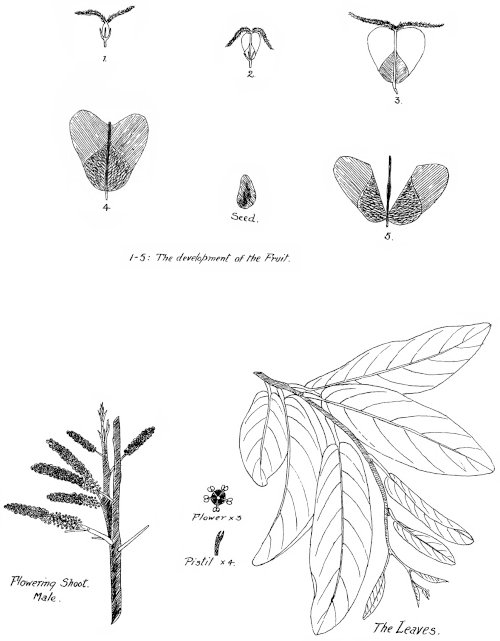 1.
2.
3.
4.
Seed.
5.
1-5: The development of the Fruit.
Flower x 3
Pistil x 4.
Flowering Shoot.
Male.
The Leaves.